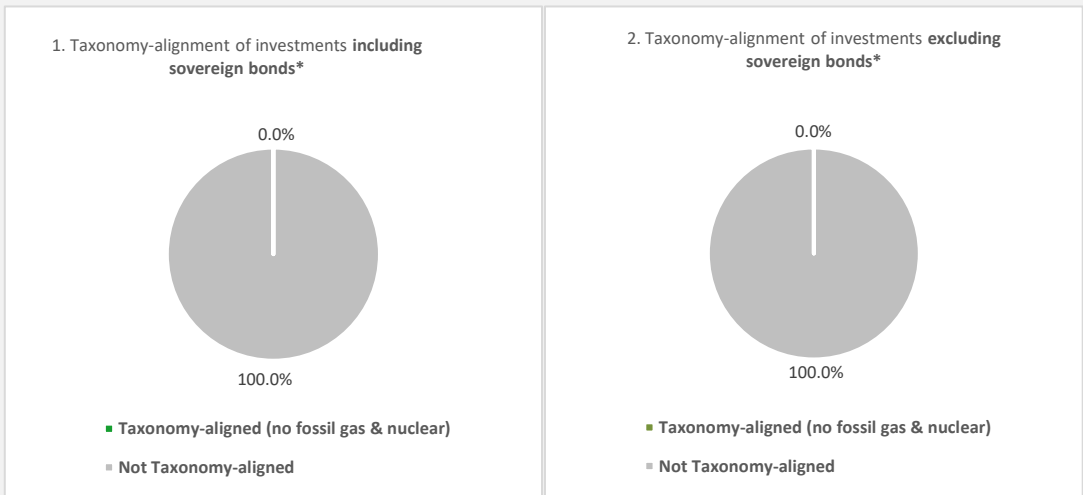 1. Taxonomy-alignment of investments including
sovereign bonds*
0.0%
100.0%
Taxonomy-aligned (no fossil gas & nuclear)
Not Taxonomy-aligned
2. Taxonomy-alignment of investments excluding
sovereign bonds*
0.0%
100.0%
Taxonomy-aligned (no fossil gas & nuclear)
Not Taxonomy-aligned